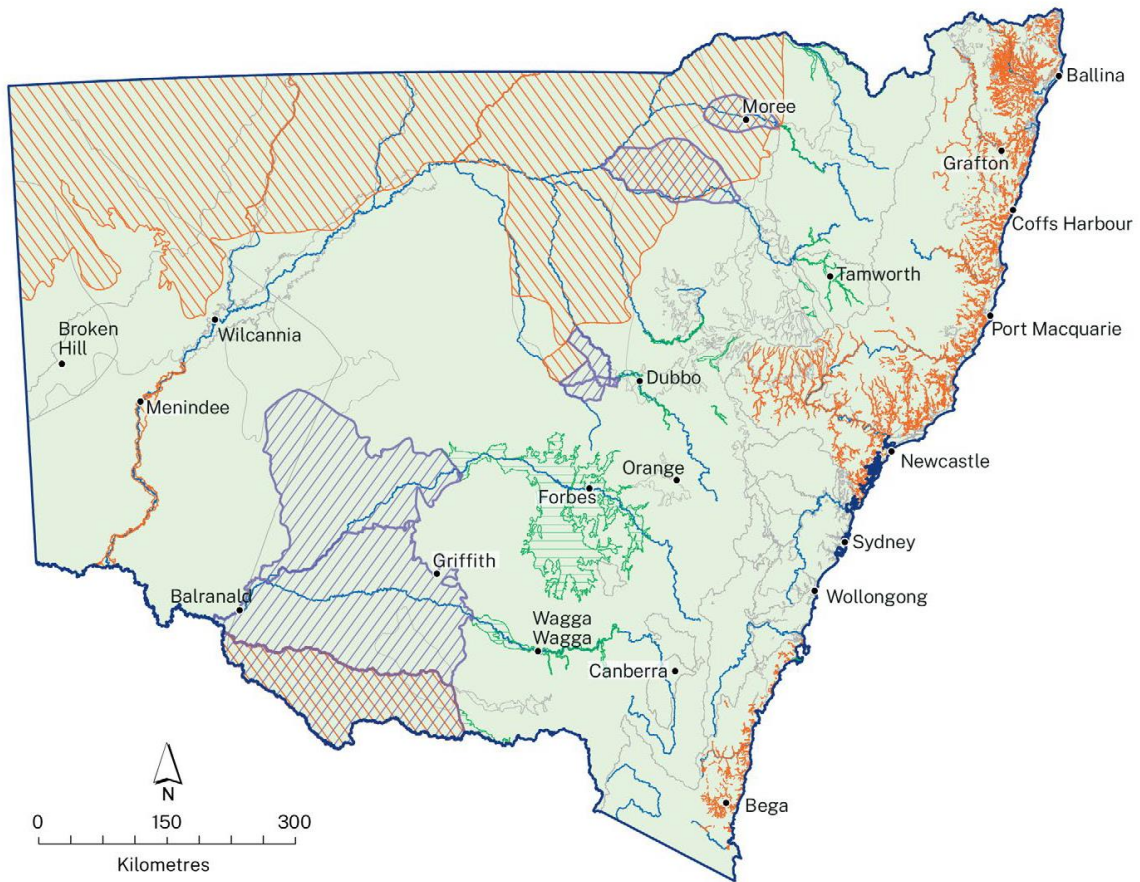 Ballina
Moree
Grafton
Coffs Harbour
Tamworth
Port Macquarie
Broken
Hill
Wilcannia
Dubbo
Menindee
Newcastle
Orange
Forbes
Sydney
Griffith
Wollongong
Balranald
Wagga
Wagga
Canberra
Bega
N
0 150 300
Kilometres